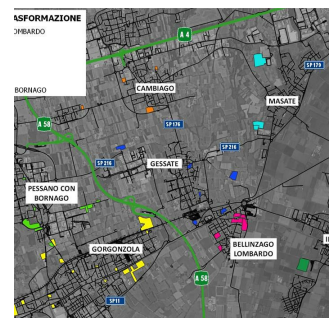 ASFORMAZIONE
OMBARDO
BORNAGO
A 4
CAMBIAGO
SP179
MASATE
A 58
SP176
SP216
SP216
GESSATE
PESSANO CON
BORNAGO
GORGONZOLA
BELLINZAGO
LOMBARDO
A 58
SP11